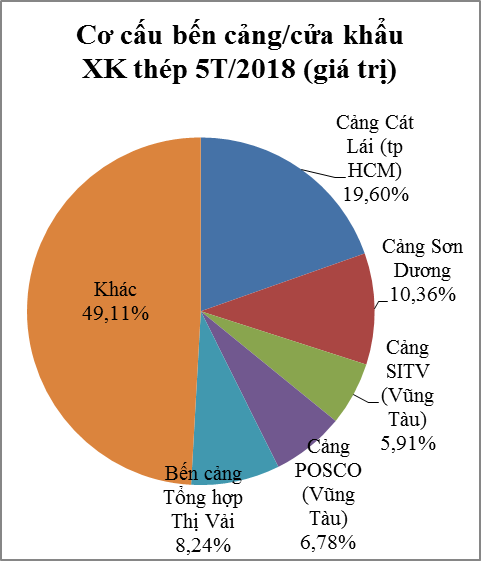 Cơ cấu bến cảng/cửa khẩu
XK thép 5T/2018 (giá trị)
Cảng Cát
Lái (tp
HCM)
19,60%
Cảng Sơn
Dương
10,36%
Cảng
SITV
(Vũng
Tàu)
5,91%
Cảng
POSCO
(Vũng
Tàu)
6,78%
Bến cảng
Tổng hợp
Thị Vải
8,24%
Khác
49,11%